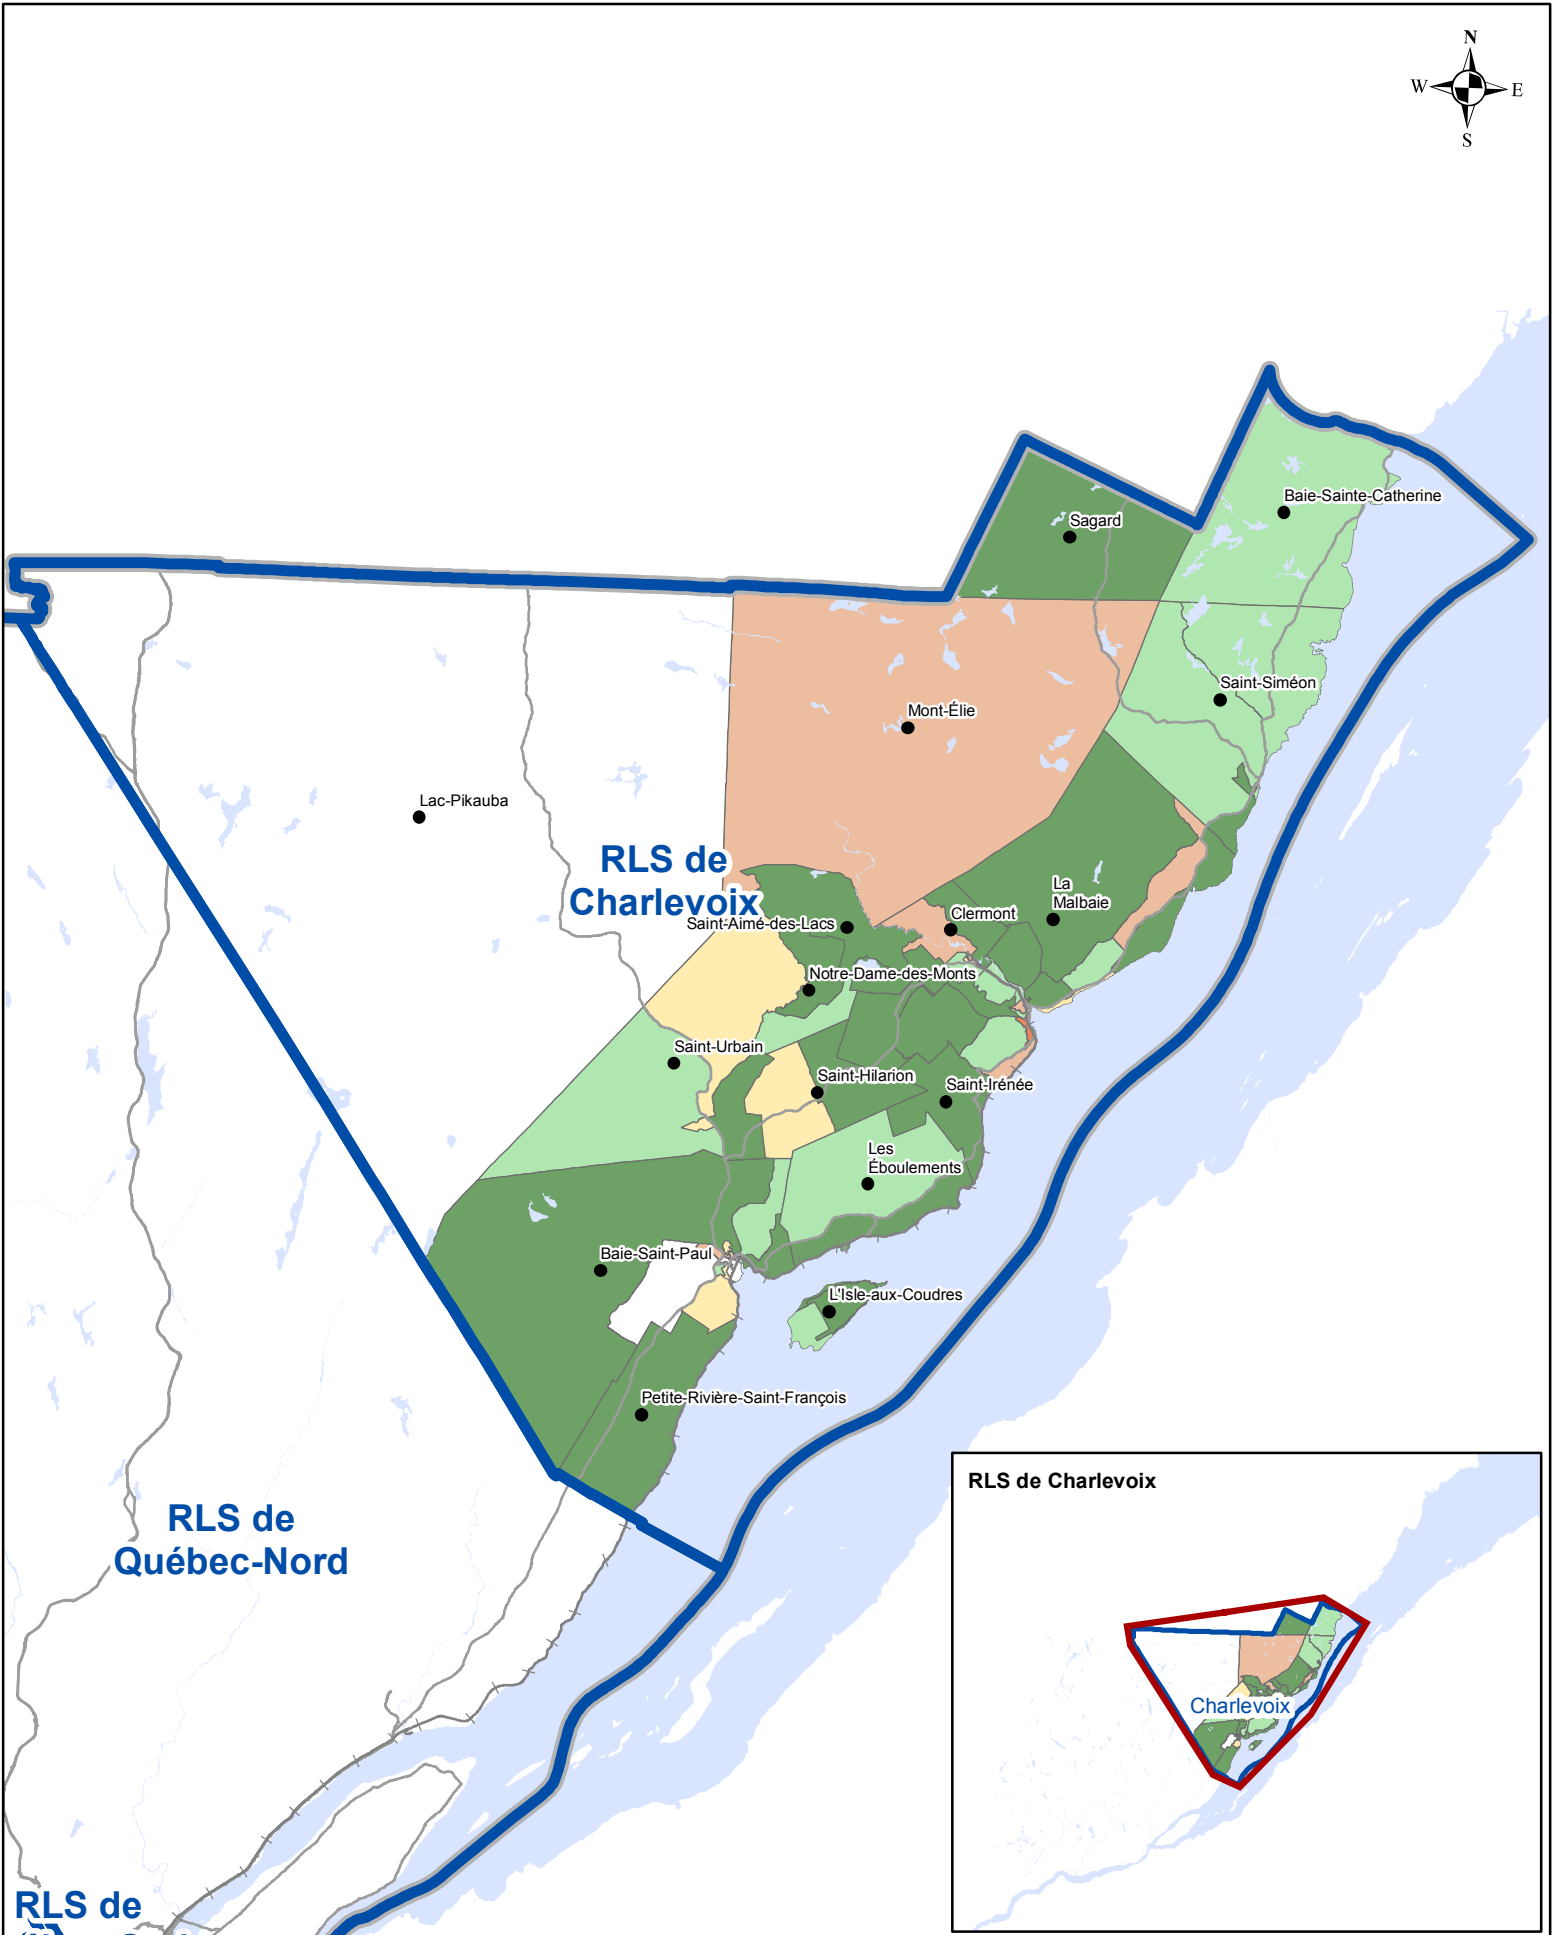 N
W
E
S
Baie-Sainte-Catherine
Sagard
Saint-Siméon
Mont-Élie
Lac-Pikauba
RLS de
Charlevoix
La
Malbaie
Clermont
Saint-Aimé-des-Lacs
Notre-Dame-des-Monts
Saint-Urbain
Saint-Hilarion
Saint-Irénée
Les
Éboulements
Baie-Saint-Paul
L'Isle-aux-Coudres
Petite-Rivière-Saint-François
RLS de
Québec-Nord
RLS de Charlevoix
Charlevoix
RLS de